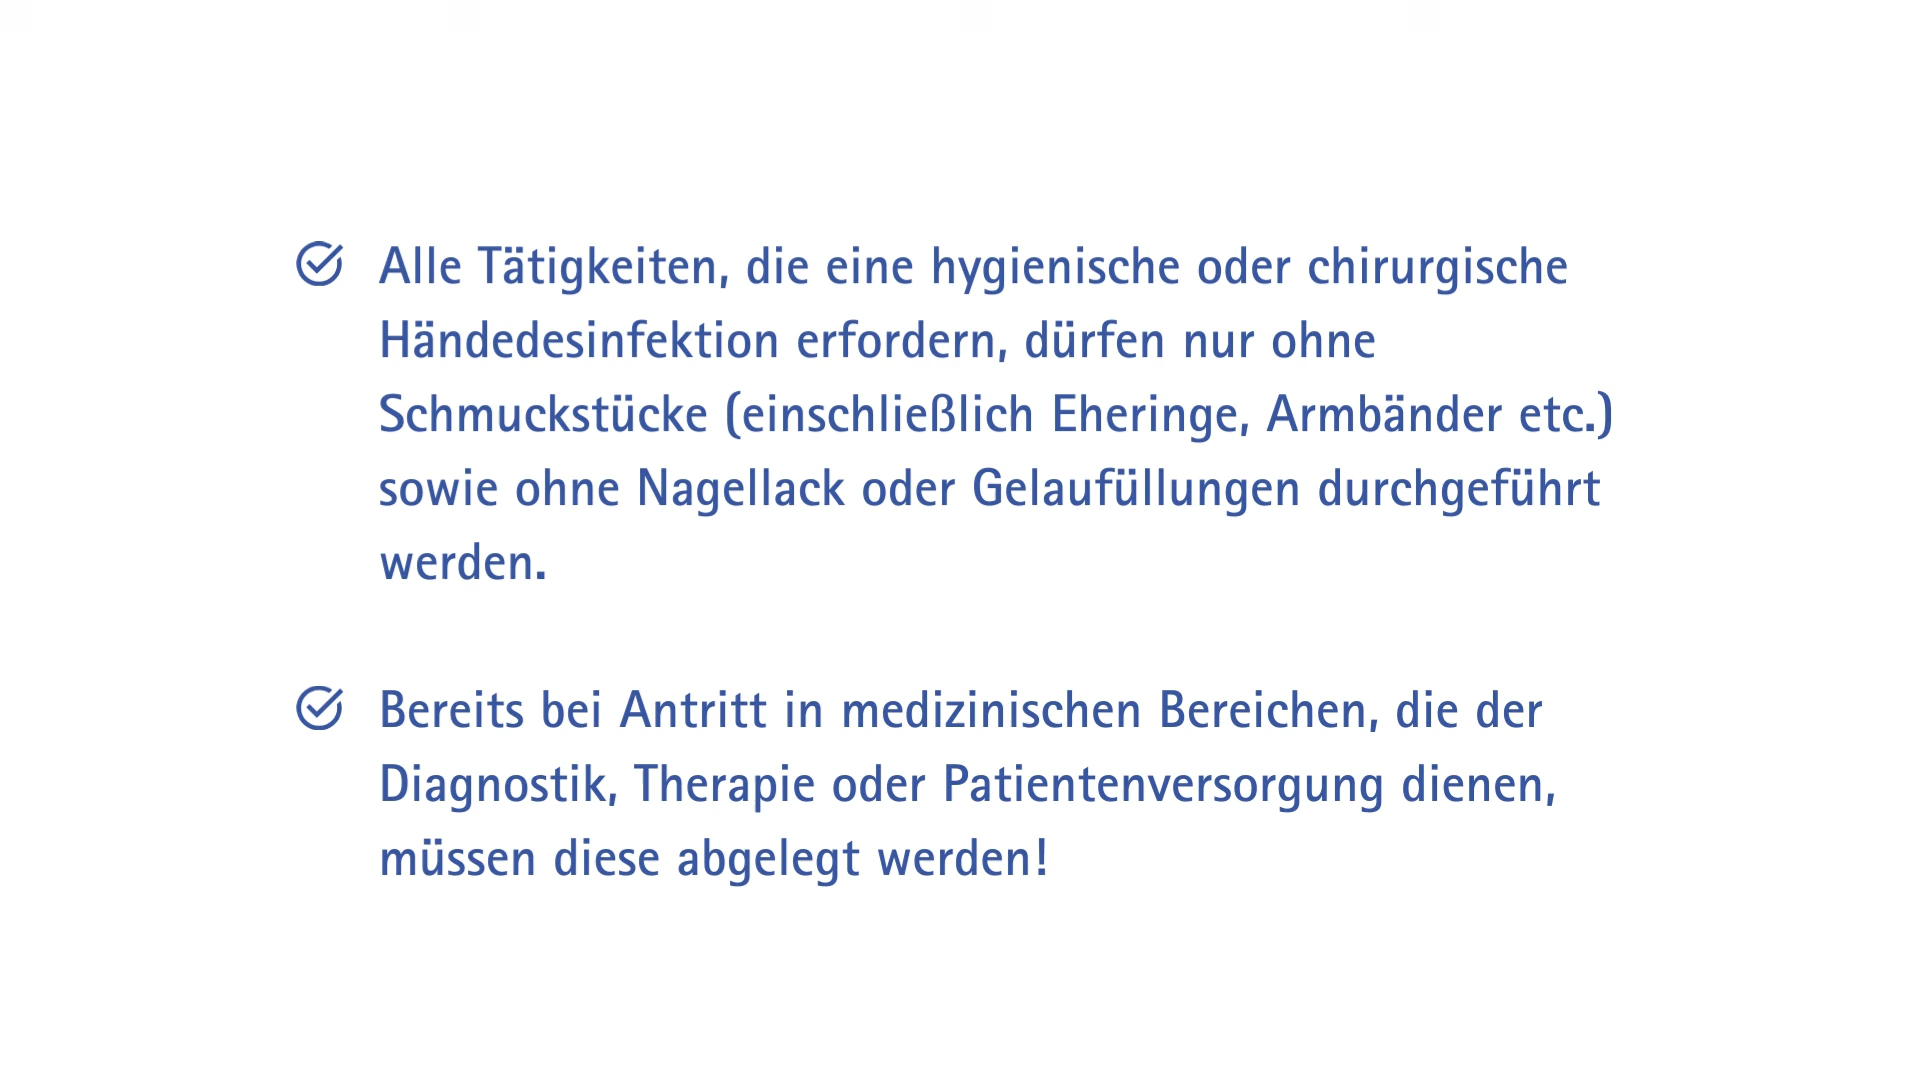 Alle Tätigkeiten, die eine hygienische oder chirurgische
Händedesinfektion erfordern, dürfen nur ohne
Schmuckstücke (einschließlich Eheringe, Armbänder etc.)
sowie ohne Nagellack oder Gelaufüllungen durchgeführt
werden.
Bereits bei Antritt in medizinischen Bereichen, die der
Diagnostik, Therapie oder Patientenversorgung dienen,
müssen diese abgelegt werden!